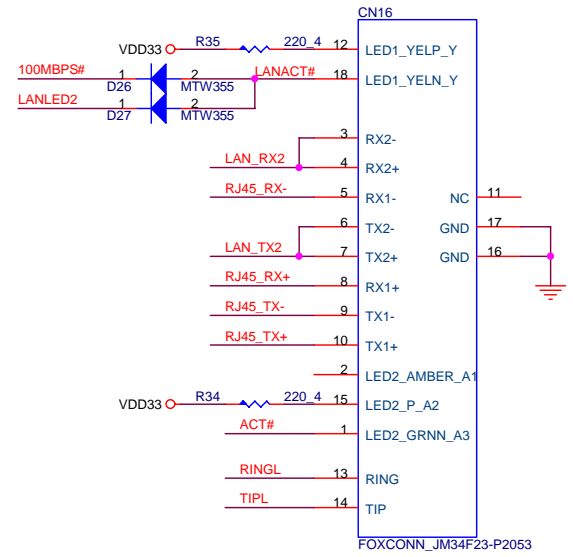 CN16
VDD33 R35 220_4 12 LED1_YELP_Y
100MBPS# 1 2 LANACT# 18 LED1_YELN_Y
D26 MTW355
LANLED2 1 2
D27 MTW355
3 RX2-
LAN_RX2 4 RX2+
RJ45_RX- 5 RX1- NC 11
6 TX2- GND 17
LAN_TX2 7 TX2+ GND 16
RJ45_RX+ 8 RX1+
RJ45_TX- 9 TX1-
RJ45_TX+ 10 TX1+
2 LED2_AMBER_A1
VDD33 R34 220_4 15 LED2_P_A2
ACT# 1 LED2_GRNN_A3
RINGL 13 RING
TIPL 14 TIP
FOXCONN_JM34F23-P2053